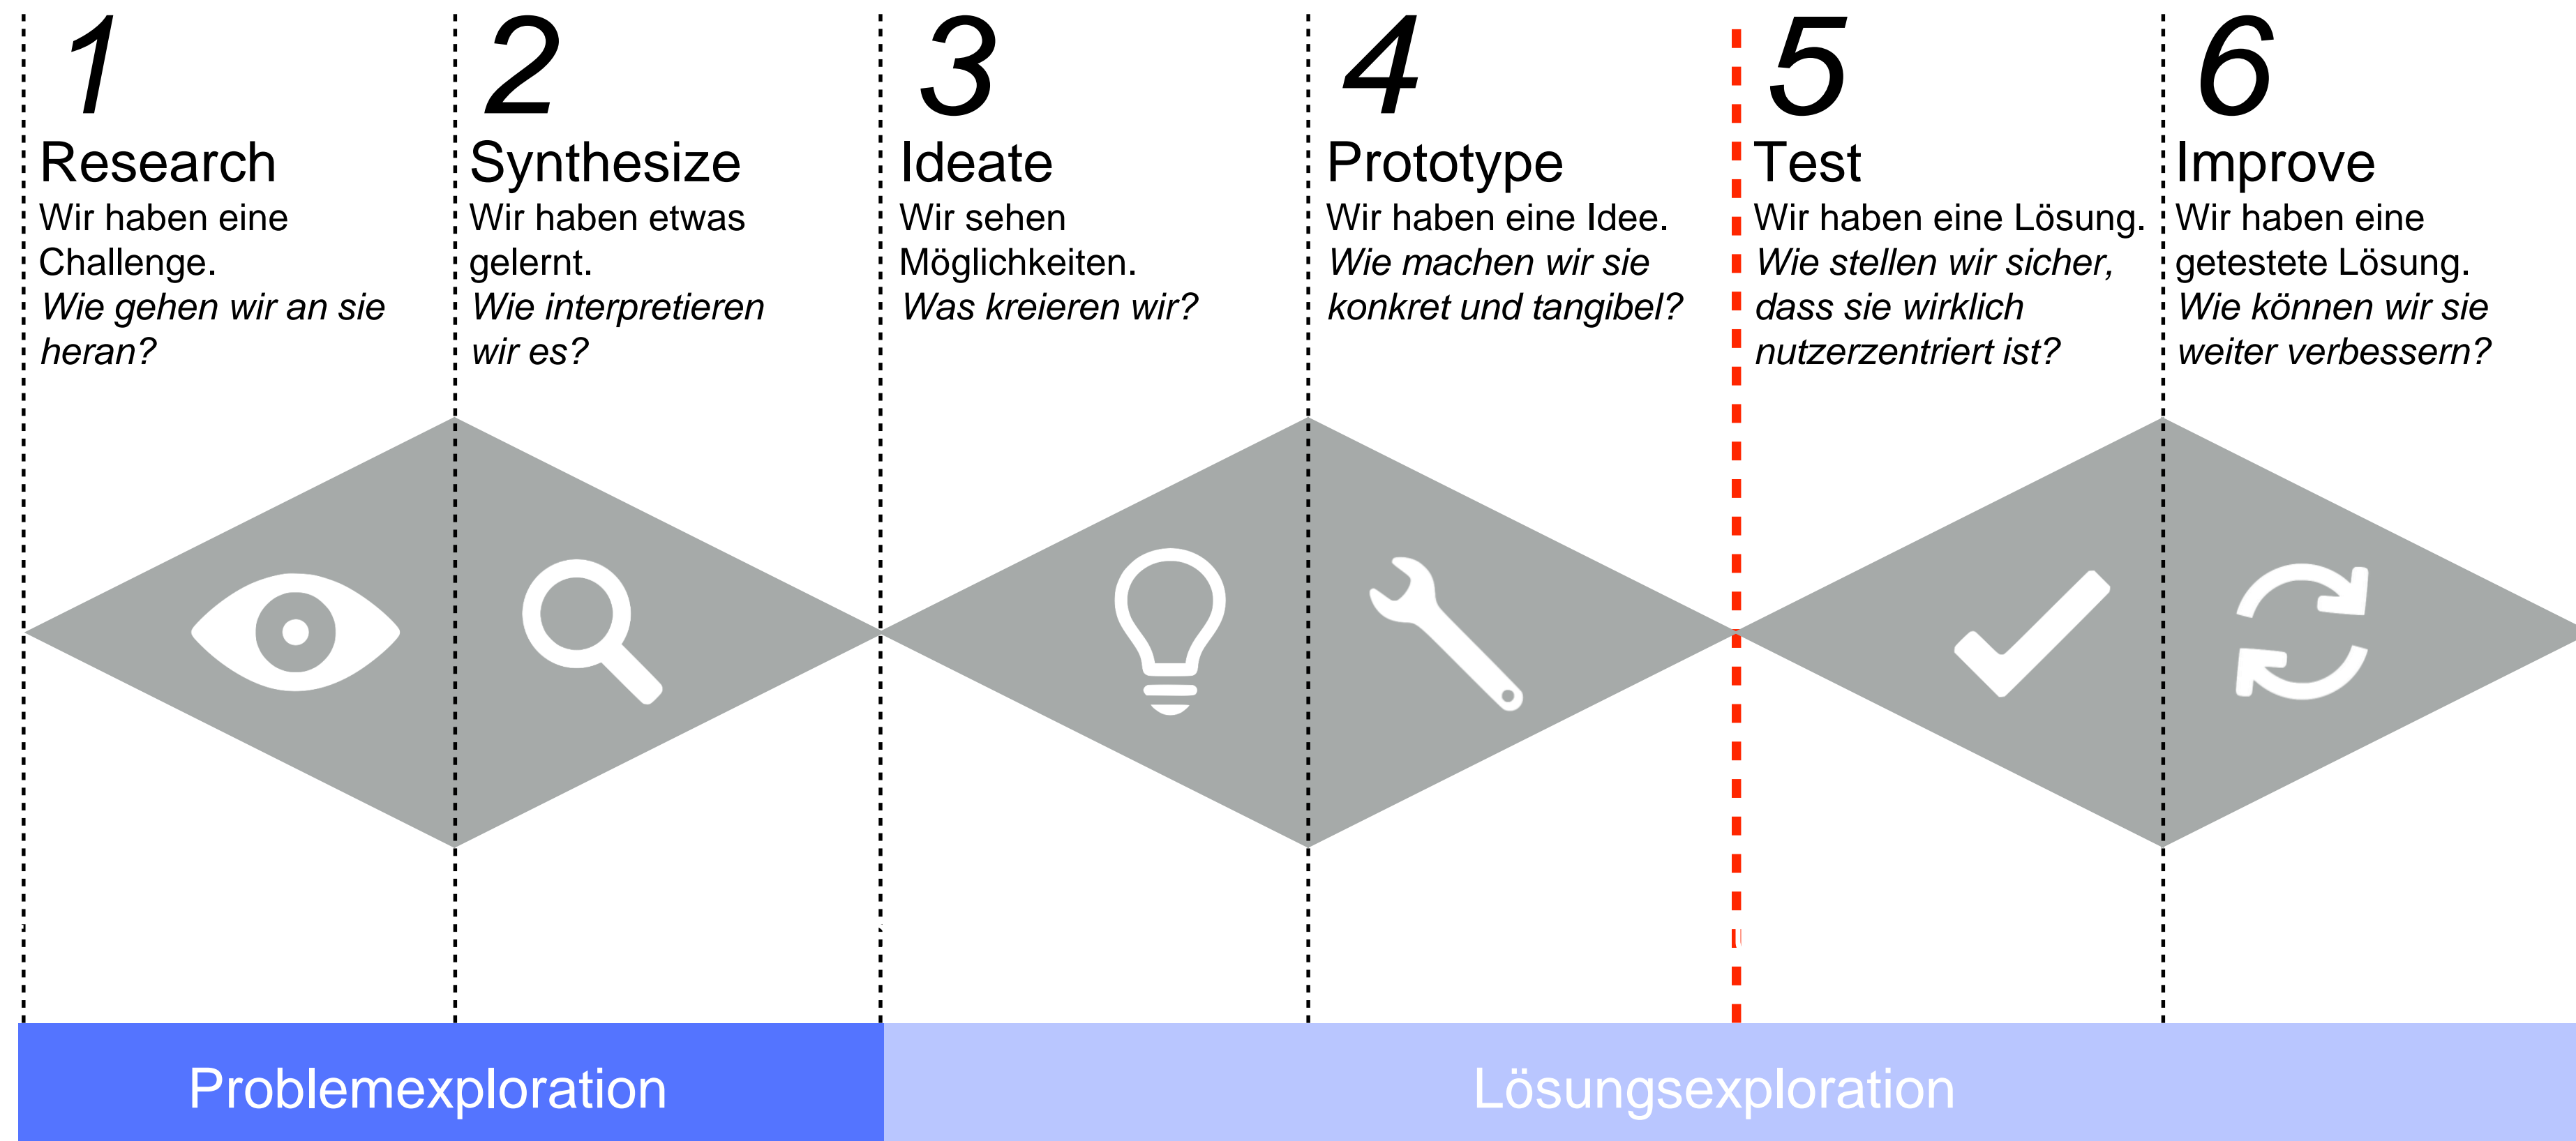 1
Research
Wir haben eine
Challenge.
Wie gehen wir an sie
heran?
2
Synthesize
Wir haben etwas
gelernt.
Wie interpretieren
wir es?
3
Ideate
Wir sehen
Möglichkeiten.
Was kreieren wir?
4
Prototype
Wir haben eine Idee.
Wie machen wir sie
konkret und tangibel?
5
Test
Wir haben eine Lösung.
Wie stellen wir sicher,
dass sie wirklich
nutzerzentriert ist?
6
Improve
Wir haben eine
getestete Lösung.
Wie können wir sie
weiter verbessern?
Problemexploration
Lösungsexploration